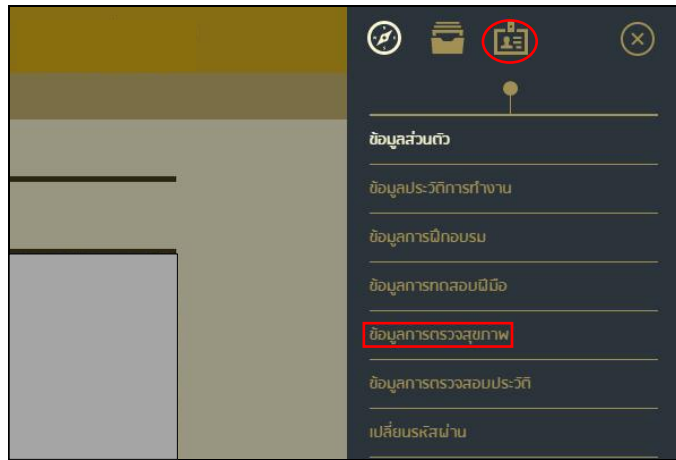 ข้อมูลส่วนตัว
ข้อมูลประวัติการทำงาน
ข้อมูลการฝึกอบรม
ข้อมูลการทดสอบฝีมือ
ข้อมูลการตรวจสุขภาพ
ข้อมูลการตรวจสอบประวัติ
เปลี่ยนรหัสผ่าน